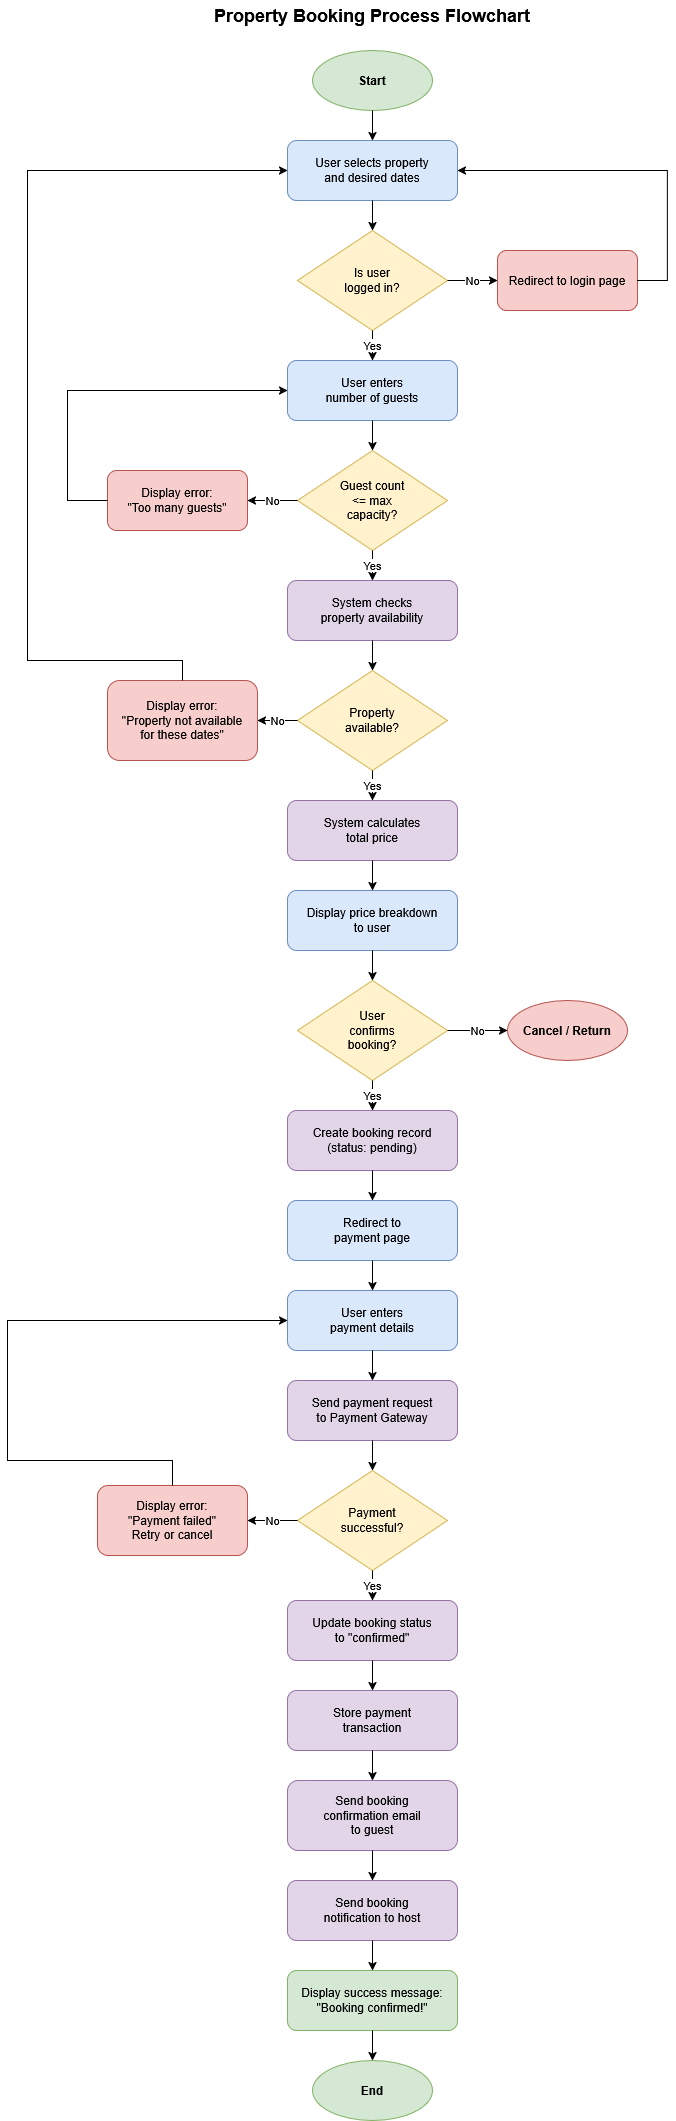 Property Booking Process Flowchart
Start
User selects property
and desired dates
Is user
logged in?
No
Redirect to login page
Yes
User enters
number of guests
Guest count
<= max
capacity?
No
Display error:
"Too many guests"
Yes
System checks
property availability
Property
available?
No
Display error:
"Property not available
for these dates"
Yes
System calculates
total price
Display price breakdown
to user
User
confirms
booking?
No
Cancel / Return
Yes
Create booking record
(status: pending)
Redirect to
payment page
User enters
payment details
Send payment request
to Payment Gateway
Payment
successful?
No
Display error:
"Payment failed"
Retry or cancel
Yes
Update booking status
to "confirmed"
Store payment
transaction
Send booking
confirmation email
to guest
Send booking
notification to host
Display success message:
"Booking confirmed!"
End